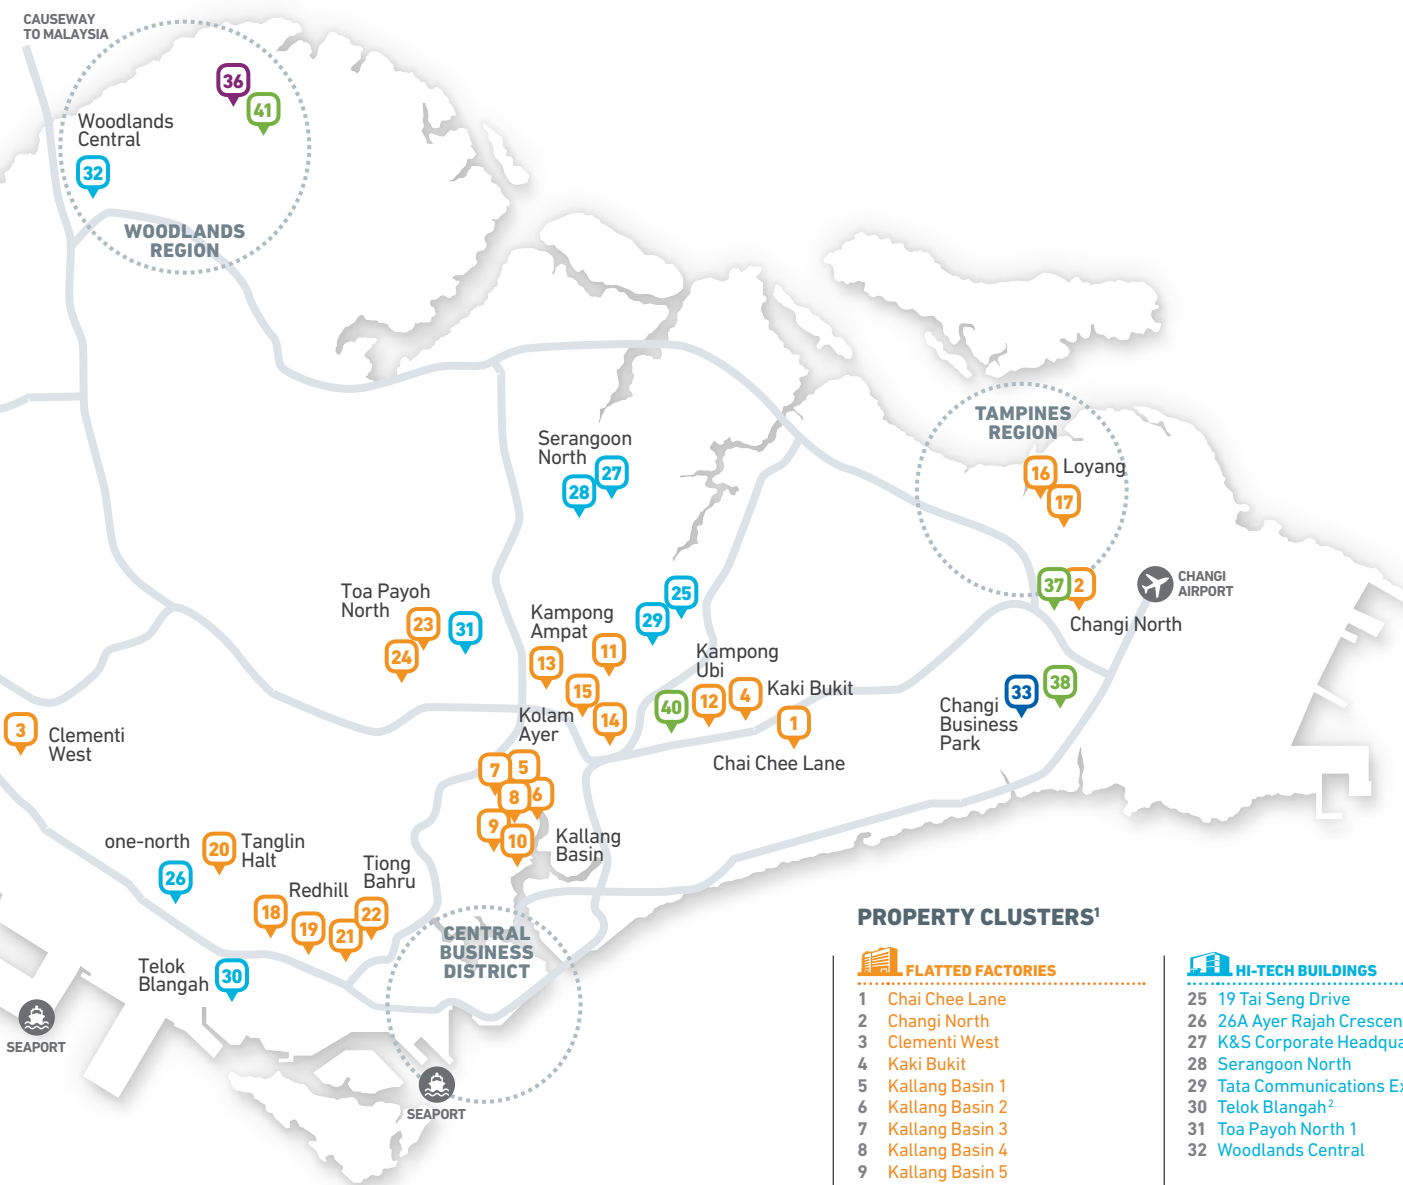 CAUSEWAY
TO MALAYSIA
36
41
Woodlands
Central
32
WOODLANDS
REGION
TAMPINES
REGION
16
Loyang
17
Serangoon
North
27
28
37
2
CHANGI
AIRPORT
Changi North
Toa Payoh
North
23
31
24
25
29
Kampong
Ampat
11
13
15
14
Kolam
Ayer
Kampong
Ubi
40
12
4
Kaki Bukit
1
Chai Chee Lane
33
38
Changi
Business
Park
3
Clementi
West
7
5
8
6
9
10
Kallang
Basin
one-north
20
Tanglin
Halt
26
Tiong
Bahru
Redhill
18
19
21
22
Telok
Blangah
30
CENTRAL
BUSINESS
DISTRICT
SEAPORT
SEAPORT
PROPERTY CLUSTERS¹
FLATTED FACTORIES
1 Chai Chee Lane
2 Changi North
3 Clementi West
4 Kaki Bukit
5 Kallang Basin 1
6 Kallang Basin 2
7 Kallang Basin 3
8 Kallang Basin 4
9 Kallang Basin 5
HI-TECH BUILDINGS
25 19 Tai Seng Drive
26 26A Ayer Rajah Crescen
27 K&S Corporate Headqua
28 Serangoon North
29 Tata Communications Ex
30 Telok Blangah²
31 Toa Payoh North 1
32 Woodlands Central